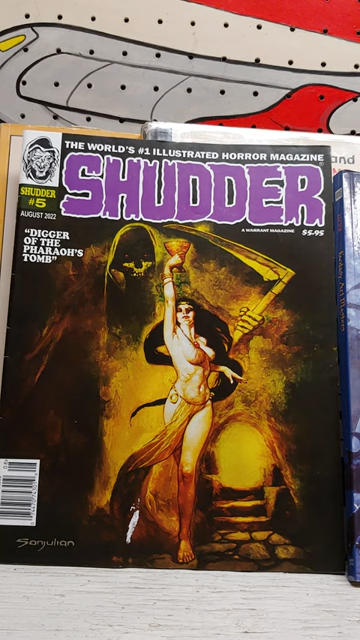 THE WORLD'S #1 ILLUSTRATED HORROR MAGAZINE
SHUDDER
SHUDDER
#5
AUGUST 2022
A WARRANT MAGAZINE
$5.95
"DIGGER
OF THE
PHARAOH'S
TOMB"
Sanjulian
and